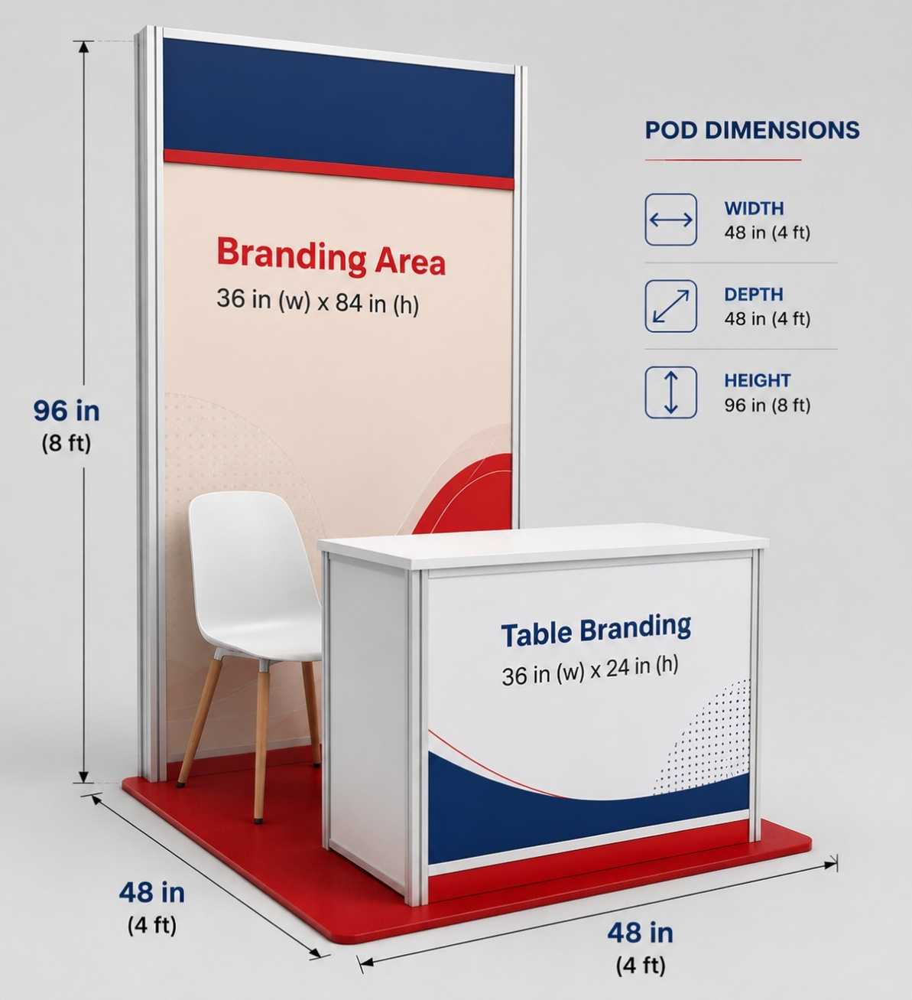 POD DIMENSIONS
WIDTH
48 in (4 ft)
DEPTH
48 in (4 ft)
HEIGHT
96 in (8 ft)
Branding Area
36 in (w) x 84 in (h)
96 in
(8 ft)
Table Branding
36 in (w) x 24 in (h)
48 in
(4 ft)
48 in
(4 ft)